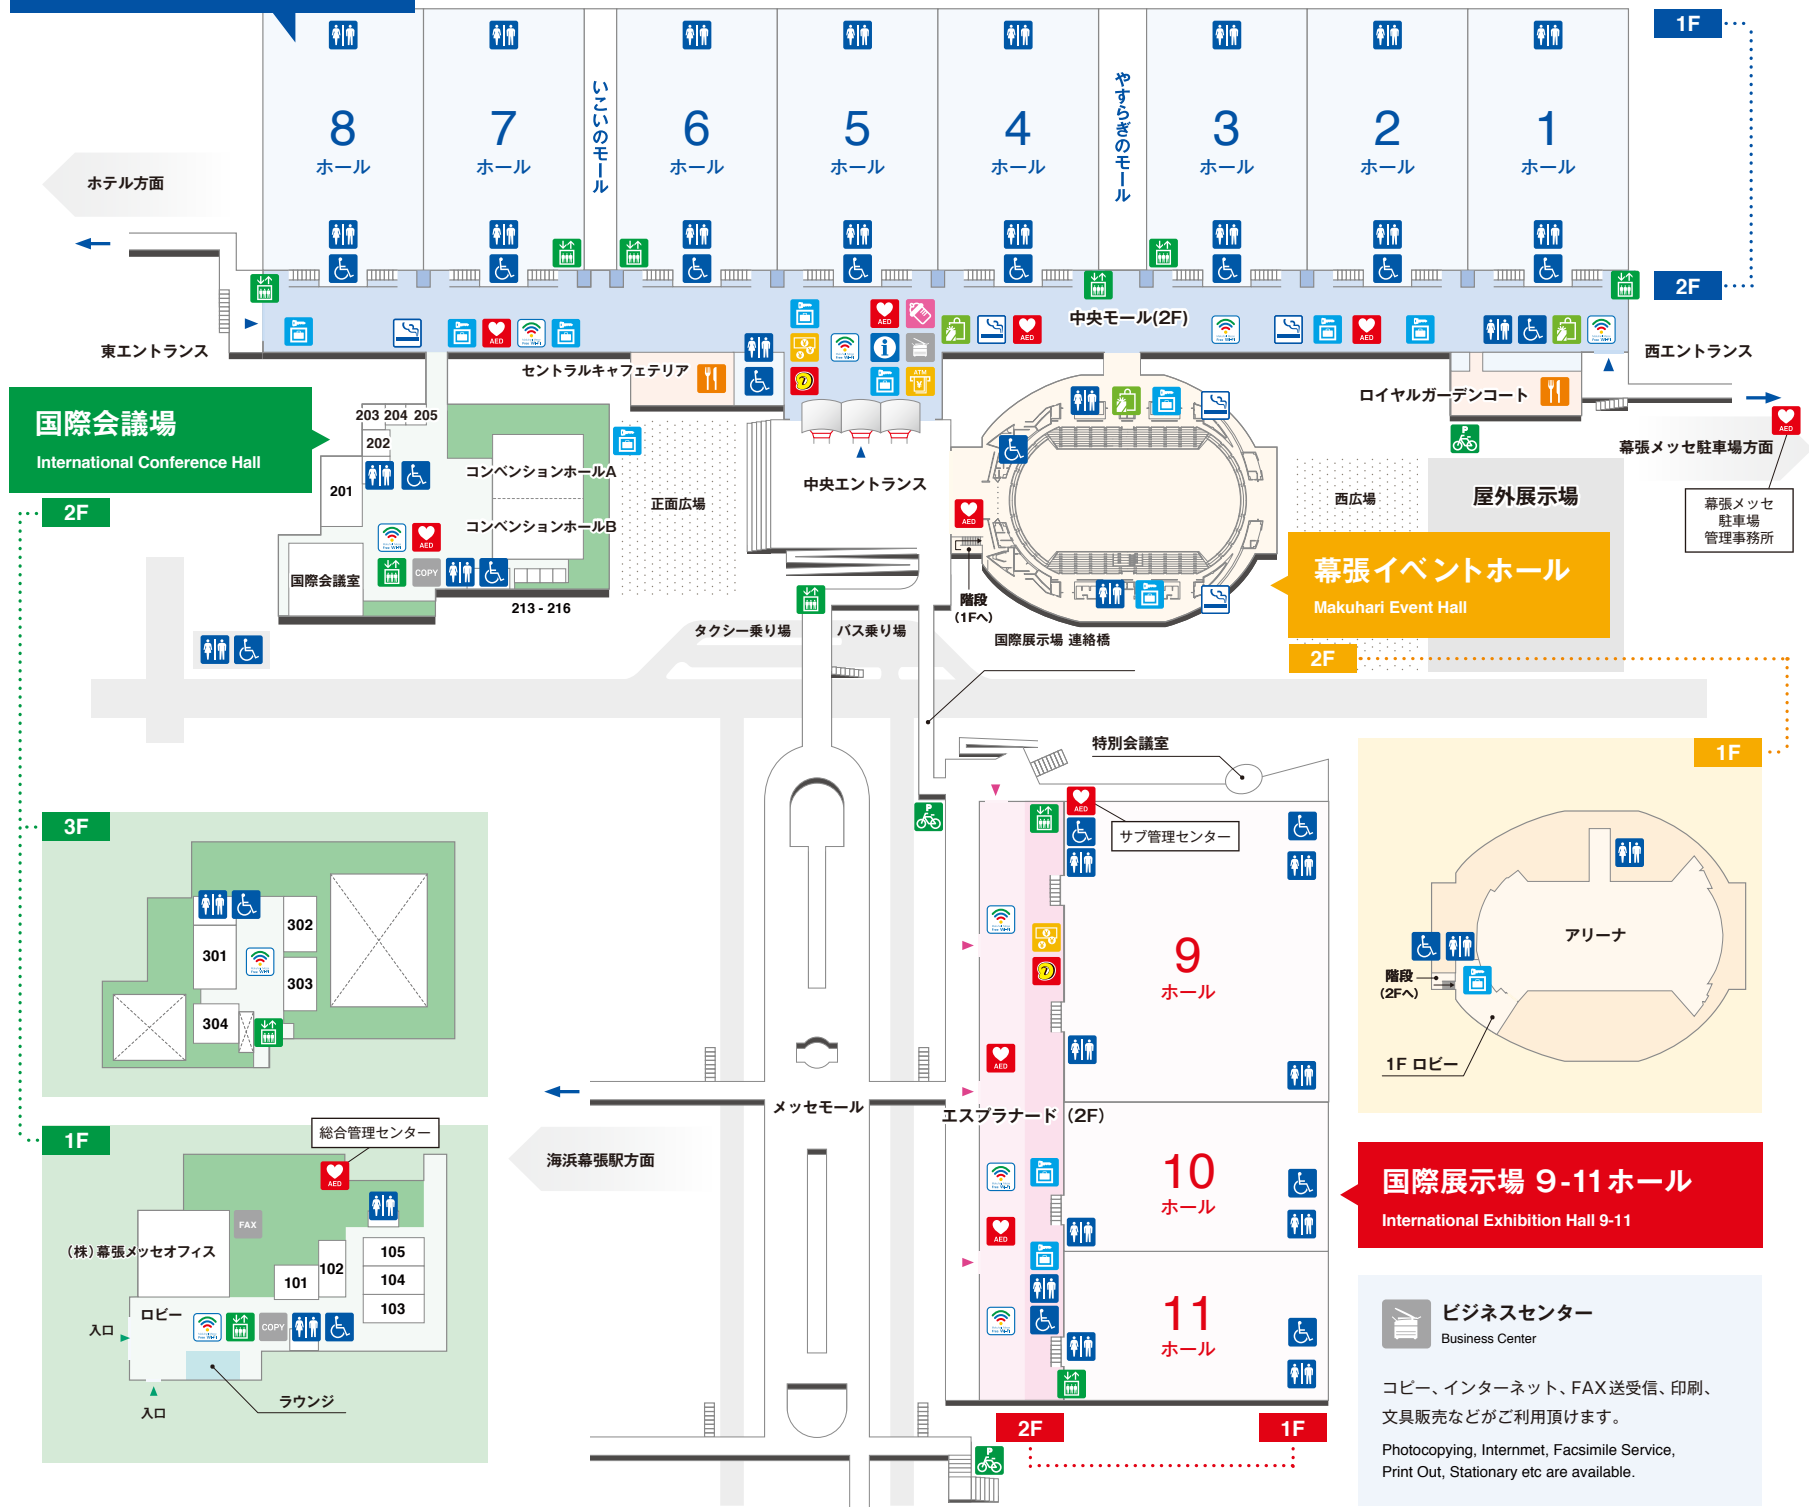 1F
8
ホール
7
ホール
いこいのモール
6
ホール
5
ホール
4
ホール
やすらぎのモール
3
ホール
2
ホール
1
ホール
ホテル方面
2F
中央モール(2F)
東エントランス
セントラルキャフェテリア
西エントランス
ロイヤルガーデンコート
AED
AED
AED
AED
ATM
国際会議場
International Conference Hall
2F
203 204 205
202
201
コンベンションホールA
コンベンションホールB
国際会議室
AED
COPY
213 - 216
正面広場
中央エントランス
AED
階段
(1Fへ)
国際展示場 連絡橋
西広場
屋外展示場
P
AED
幕張メッセ駐車場方面
幕張メッセ
駐車場
管理事務所
幕張イベントホール
Makuhari Event Hall
2F
タクシー乗り場
バス乗り場
特別会議室
1F
アリーナ
階段
(2Fへ)
1F ロビー
3F
301
302
303
304
1F
総合管理センター
AED
FAX
(株)幕張メッセオフィス
101
102
105
104
103
ロビー
COPY
入口
入口
ラウンジ
メッセモール
海浜幕張駅方面
P
AED
サブ管理センター
9
ホール
AED
エスプラナード (2F)
10
ホール
AED
11
ホール
2F
1F
P
国際展示場 9-11ホール
International Exhibition Hall 9-11
ビジネスセンター
Business Center
コピー、インターネット、FAX送受信、印刷、
文具販売などがご利用頂けます。
Photocopying, Internmet, Facsimile Service,
Print Out, Stationary etc are available.